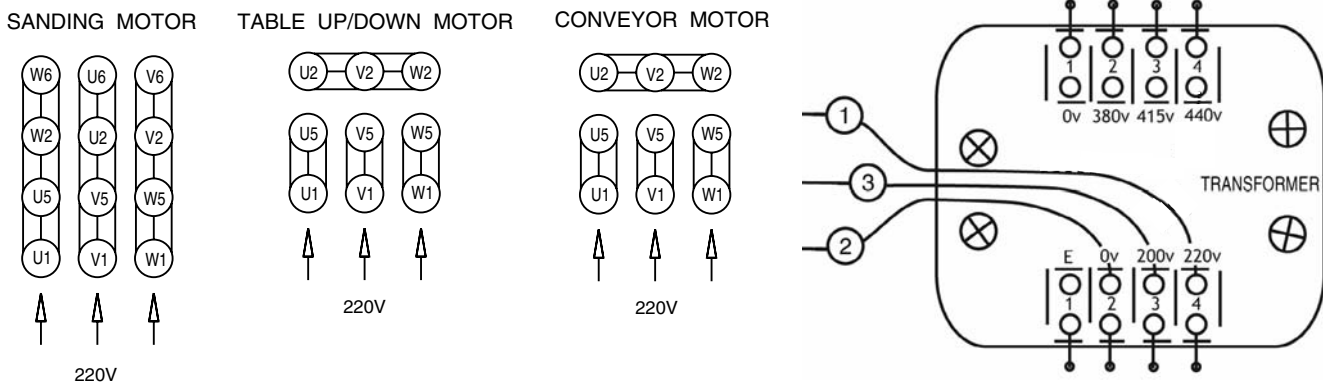 SANDING MOTOR
W6 U6 V6
W2 U2 V2
U5 V5 W5
U1 V1 W1
220V
TABLE UP/DOWN MOTOR
U2 V2 W2
U5 V5 W5
U1 V1 W1
220V
CONVEYOR MOTOR
U2 V2 W2
U5 V5 W5
U1 V1 W1
220V
1 2 3 4
0v 380v 415v 440v
1
3
2
TRANSFORMER
E 0v 200v 220v
1 2 3 4